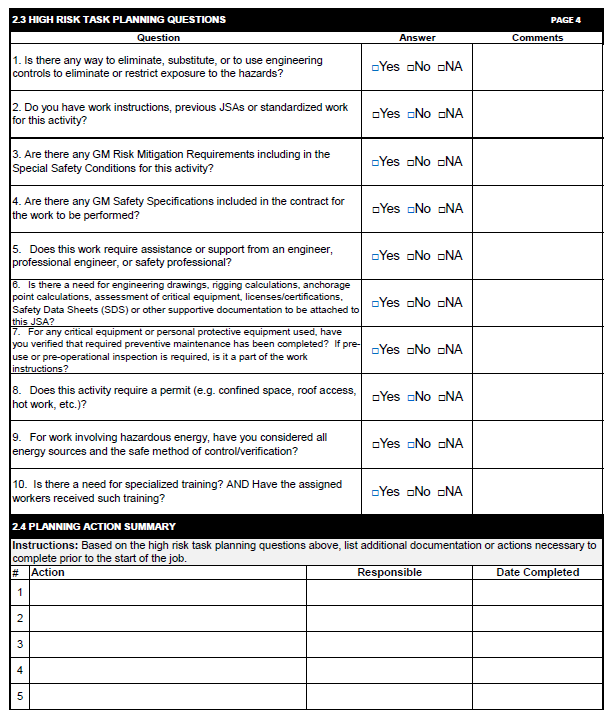 2.3 HIGH RISK TASK PLANNING QUESTIONS PAGE 4
Question Answer Comments
1. Is there any way to eliminate, substitute, or to use engineering
controls to eliminate or restrict exposure to the hazards?
□Yes □No □NA
2. Do you have work instructions, previous JSAs or standardized work
for this activity?
□Yes □No □NA
3. Are there any GM Risk Mitigation Requirements including in the
Special Safety Conditions for this activity?
□Yes □No □NA
4. Are there any GM Safety Specifications included in the contract for
the work to be performed?
□Yes □No □NA
5. Does this work require assistance or support from an engineer,
professional engineer, or safety professional?
□Yes □No □NA
6. Is there a need for engineering drawings, rigging calculations, anchorage
point calculations, assessment of critical equipment, licenses/certifications,
Safety Data Sheets (SDS) or other supportive documentation to be attached to
this JSA?
□Yes □No □NA
7. For any critical equipment or personal protective equipment used, have
you verified that required preventive maintenance has been completed? If pre-
use or pre-operational inspection is required, is it a part of the work
instructions?
□Yes □No □NA
8. Does this activity require a permit (e.g. confined space, roof access,
hot work, etc.)?
□Yes □No □NA
9. For work involving hazardous energy, have you considered all
energy sources and the safe method of control/verification?
□Yes □No □NA
10. Is there a need for specialized training? AND Have the assigned
workers received such training?
□Yes □No □NA
2.4 PLANNING ACTION SUMMARY
Instructions: Based on the high risk task planning questions above, list additional documentation or actions necessary to
complete prior to the start of the job.
# Action Responsible Date Completed
1
2
3
4
5